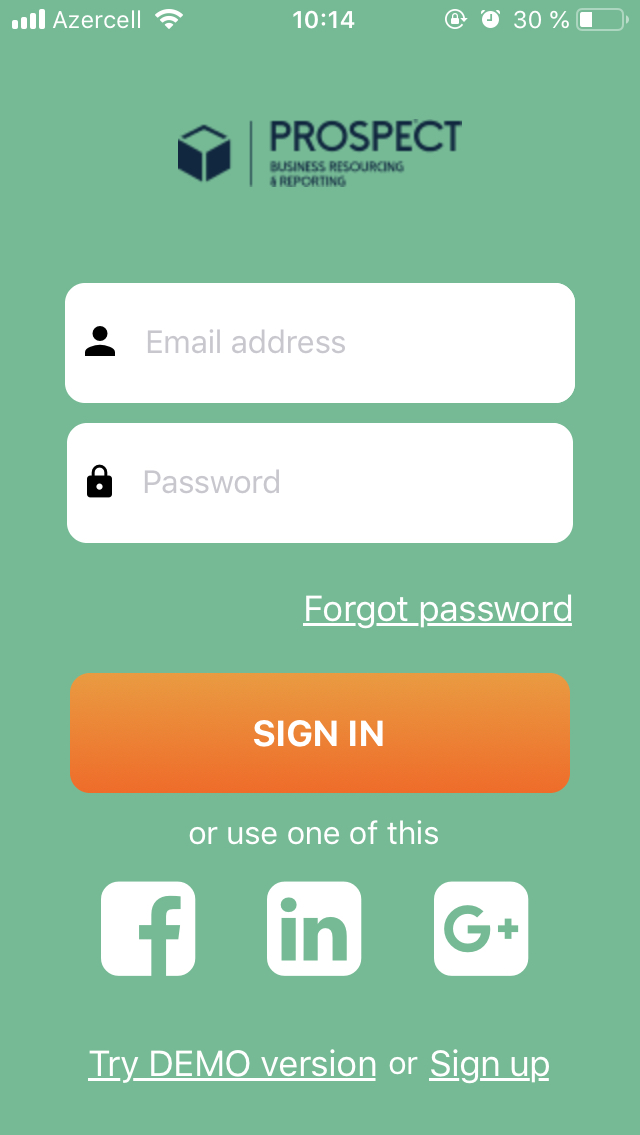 Azercell 10:14 30 %
PROSPECT
BUSINESS RESOURCING
& REPORTING
Email address
Password
Forgot password
SIGN IN
or use one of this
f in G+
Try DEMO version or Sign up